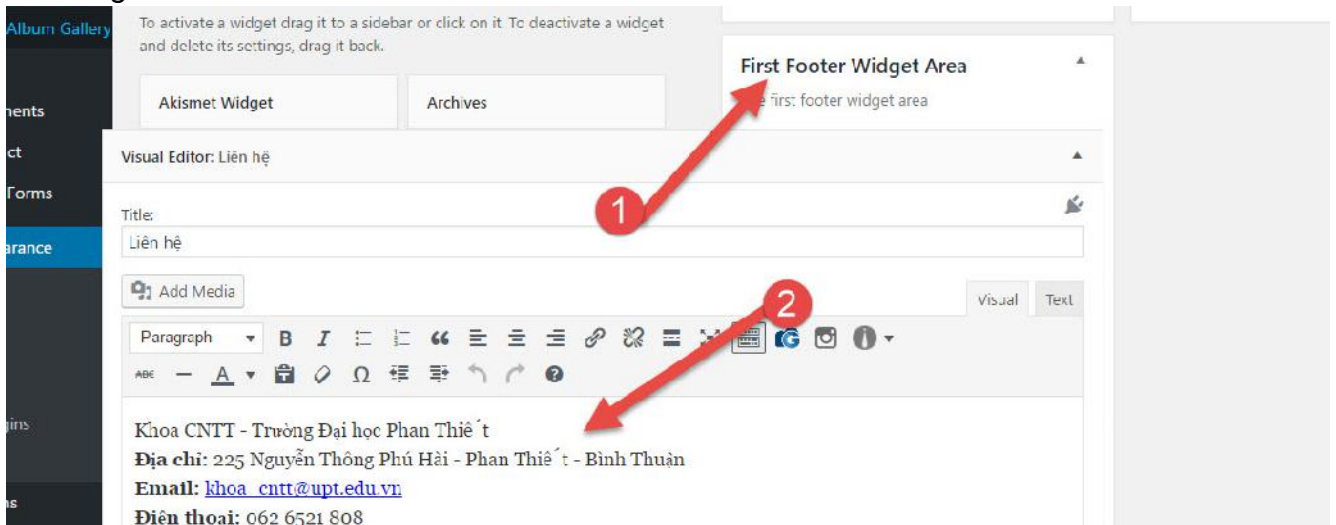 Album Gallery
To activate a widget drag it to a sidebar or click on it. To deactivate a widget
and delete its settings, drag it back.
First Footer Widget Area
first footer widget area
Akismet Widget
Archives
Visual Editor: Liên hệ
Title:
Liên hệ
Add Media
Visual Text
Paragraph
B I
ABC
A
Khoa CNTT - Trường Đại học Phan Thiết
Địa chỉ: 225 Nguyễn Thông Phú Hài - Phan Thiết - Bình Thuận
Email: khoa_cntt@upt.edu.vn
Điện thoại: 062 6521 808
1
2